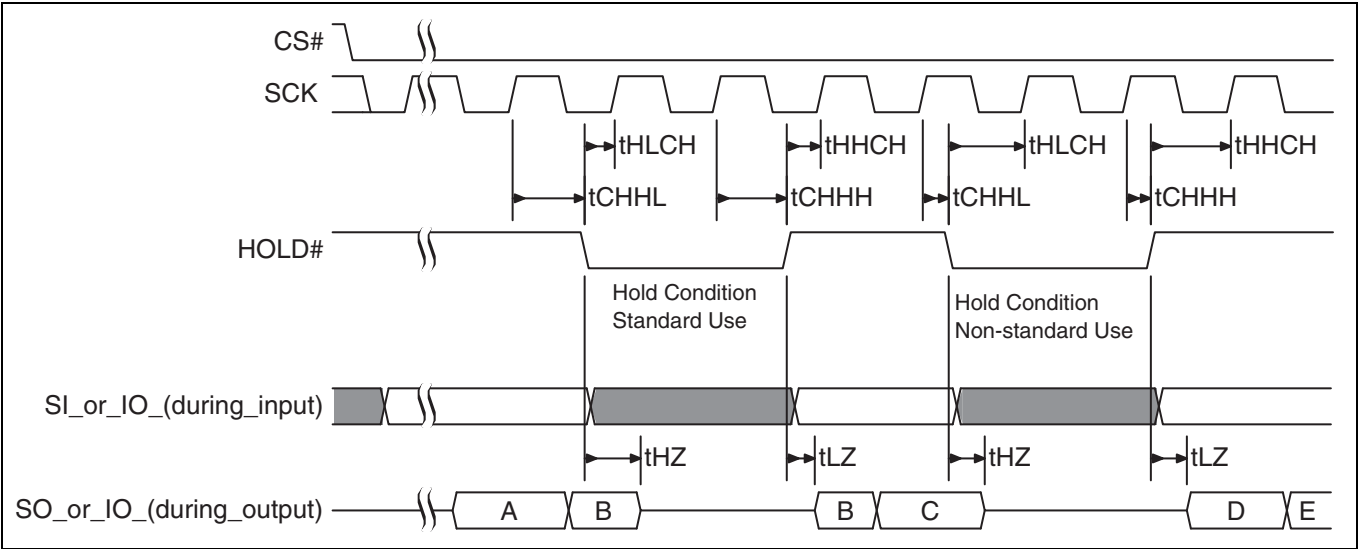 CS#
SCK
tHLCH
tHHCH
tHLCH
tHHCH
tCHHL
tCHHH
tCHHL
tCHHH
HOLD#
Hold Condition
Standard Use
Hold Condition
Non-standard Use
SI_or_IO_(during_input)
tHZ
tLZ
tHZ
tLZ
SO_or_IO_(during_output)
A
B
B
C
D
E